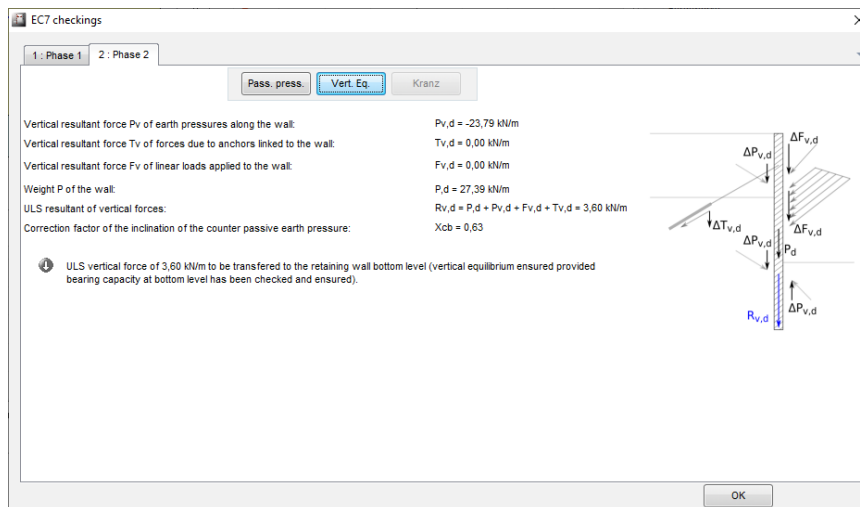 EC7 checkings
1 : Phase 1
2 : Phase 2
Pass. press.
Vert. Eq.
Kranz
Vertical resultant force Pv of earth pressures along the wall: Pv,d = -23,79 kN/m
Vertical resultant force Tv of forces due to anchors linked to the wall: Tv,d = 0,00 kN/m
Vertical resultant force Fv of linear loads applied to the wall: Fv,d = 0,00 kN/m
Weight P of the wall: P,d = 27,39 kN/m
ULS resultant of vertical forces: Rv,d = P,d + Pv,d + Fv,d + Tv,d = 3,60 kN/m
Correction factor of the inclination of the counter passive earth pressure: Xcb = 0,63
ULS vertical force of 3,60 kN/m to be transfered to the retaining wall bottom level (vertical equilibrium ensured provided
bearing capacity at bottom level has been checked and ensured).
ΔFv,d
ΔPv,d
ΔTv,d
ΔFv,d
ΔPv,d
Pd
ΔPv,d
Rv,d
OK